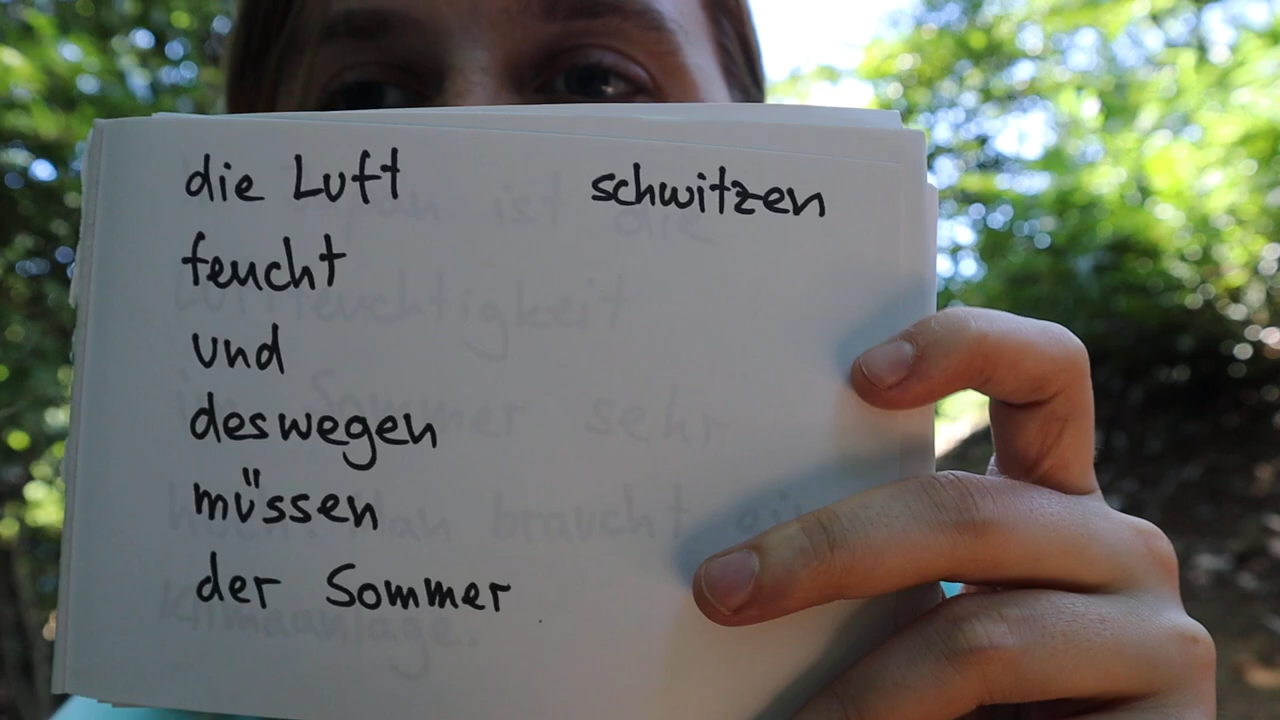 die Luft
schwitzen
feucht
und
deswegen
müssen
der Sommer